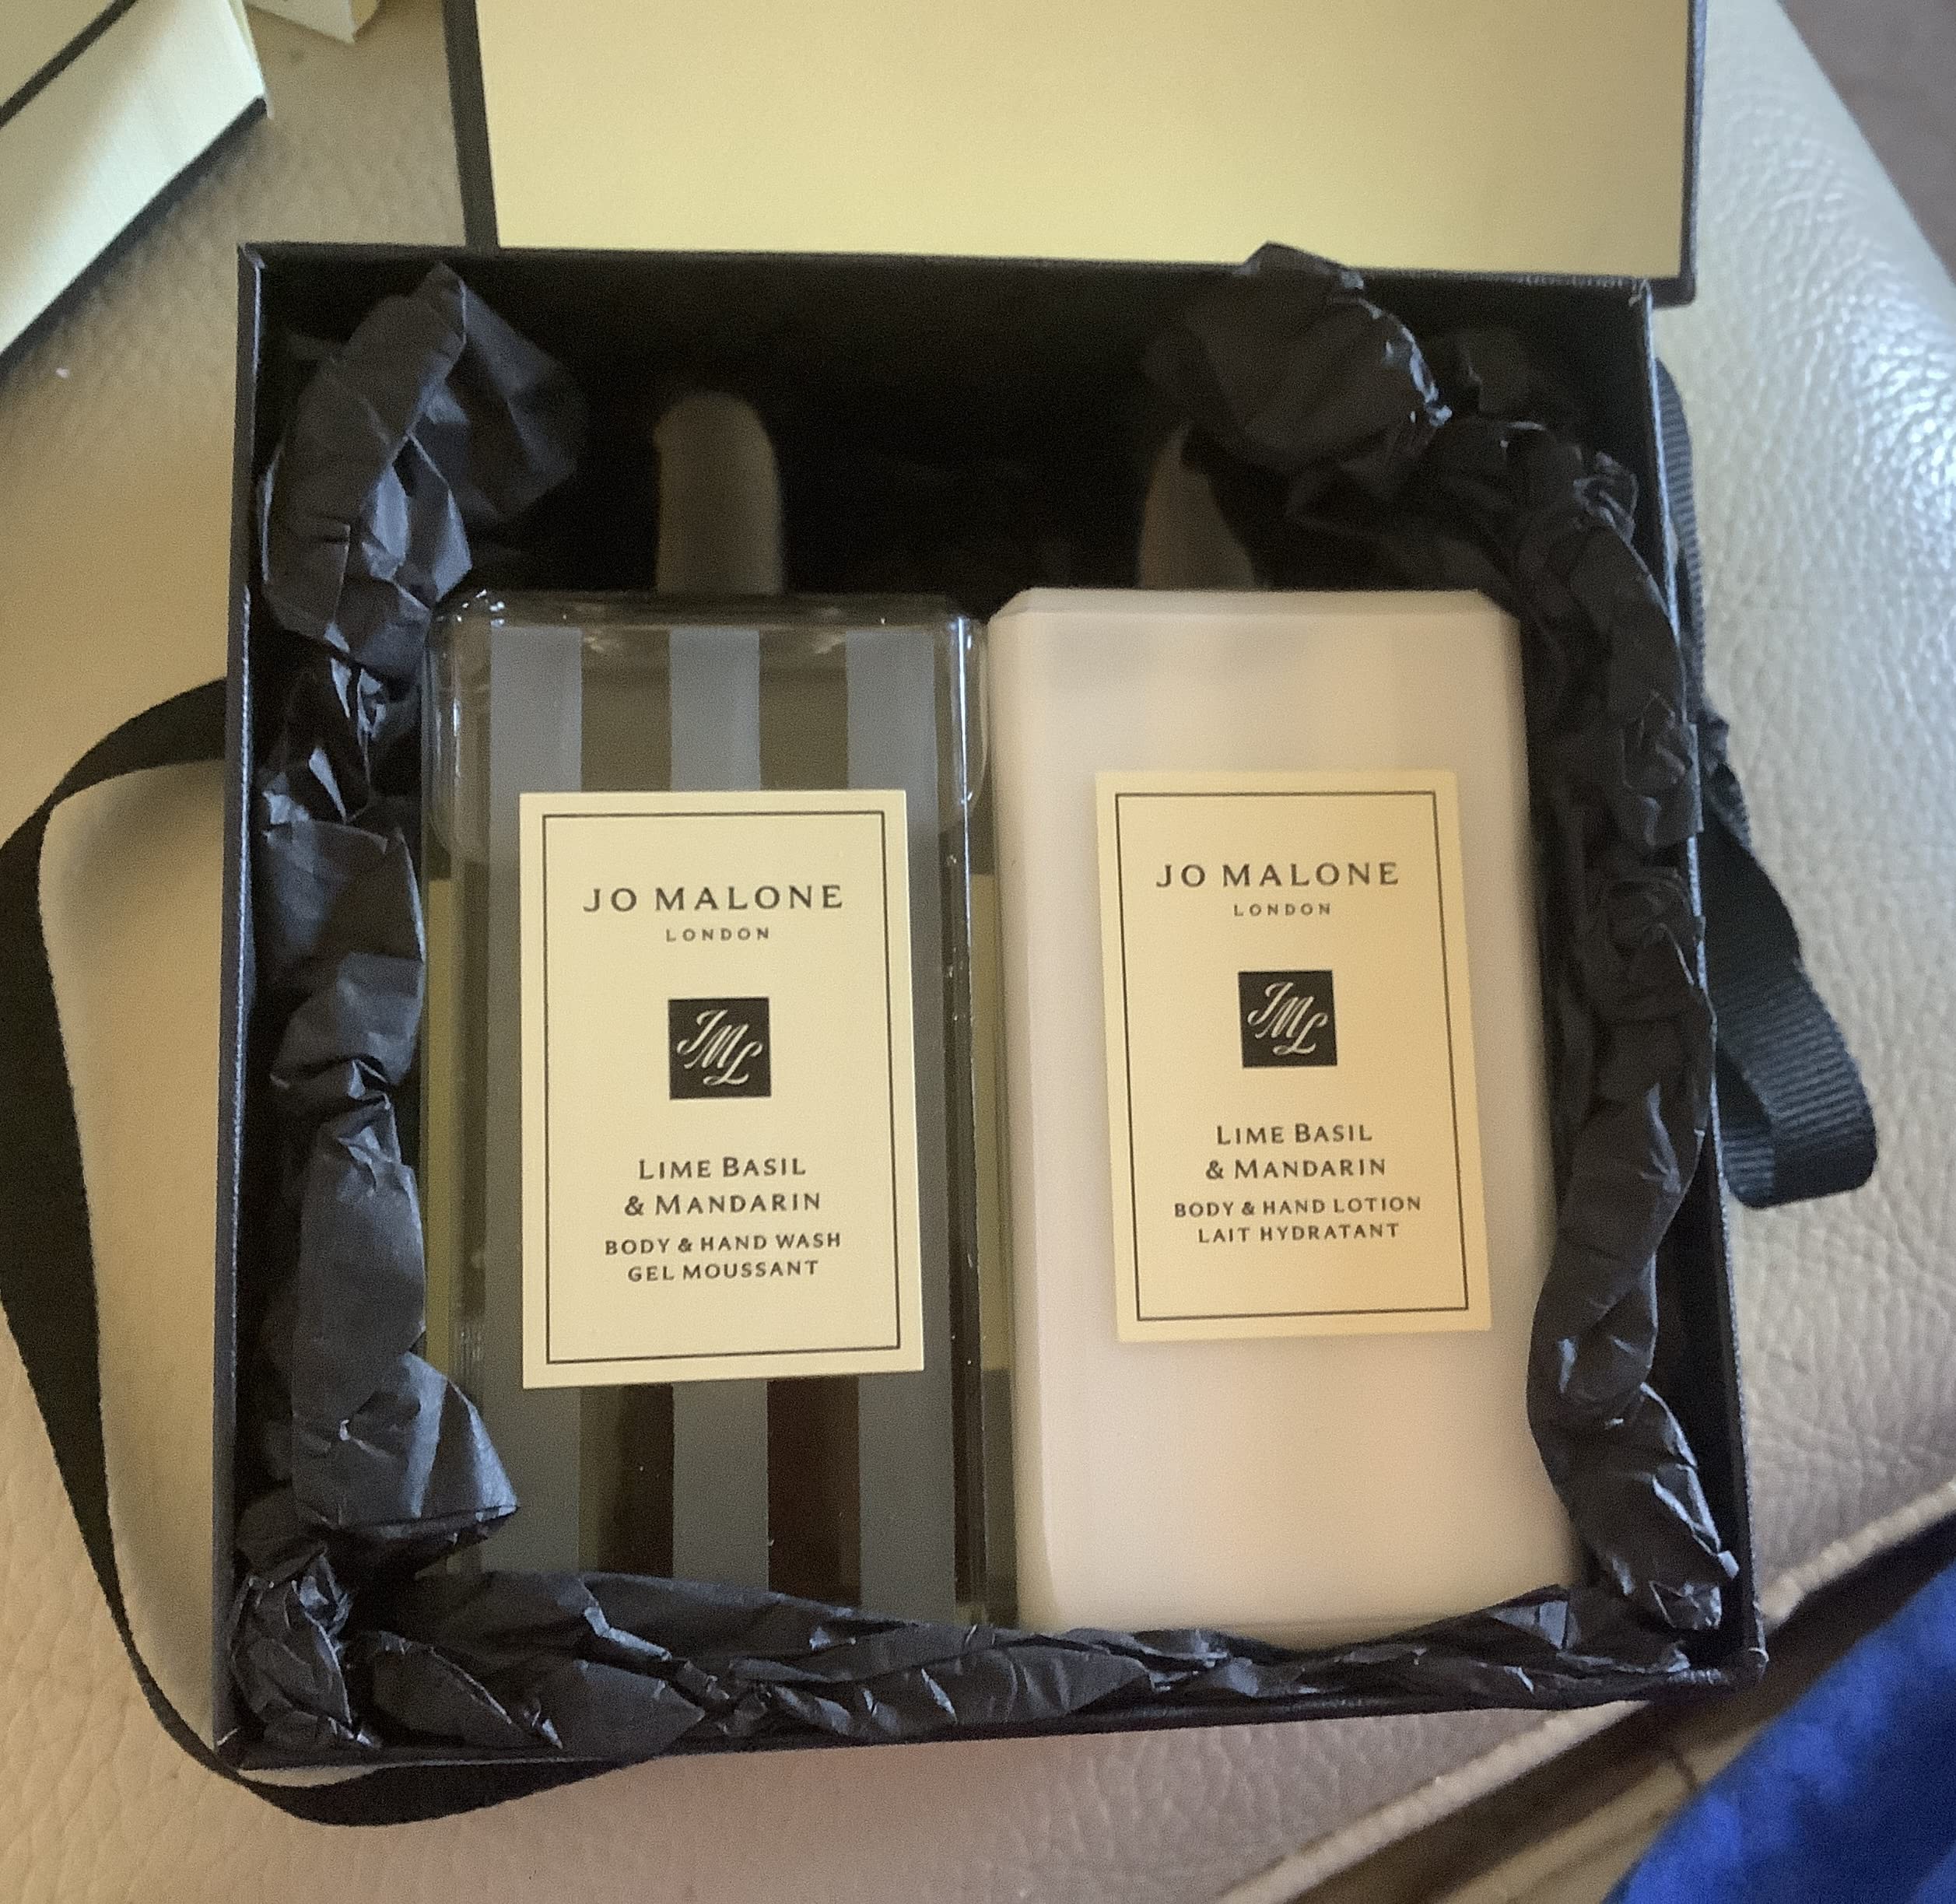 JO MALONE
LONDON
JML
LIME BASIL
& MANDARIN
BODY & HAND WASH
GEL MOUSSANT
JO MALONE
LONDON
JML
LIME BASIL
& MANDARIN
BODY & HAND LOTION
LAIT HYDRATANT